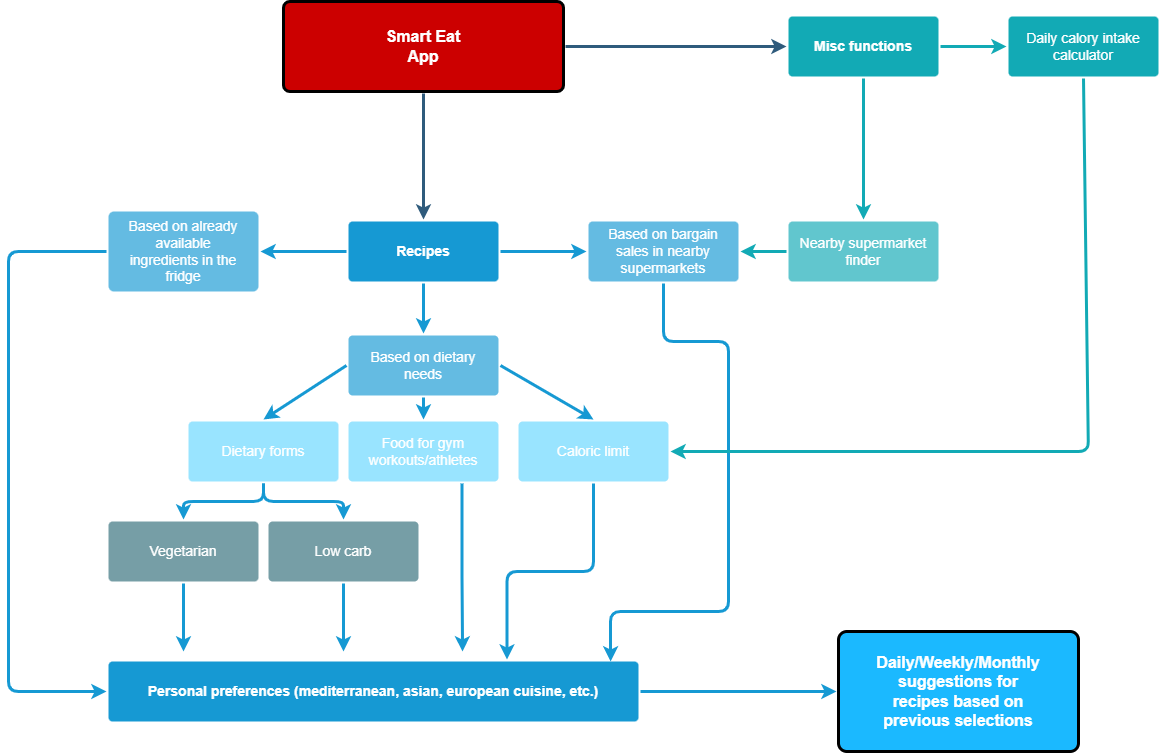 Smart Eat
App
Misc functions
Daily calory intake
calculator
Based on already
available
ingredients in the
fridge
Recipes
Based on bargain
sales in nearby
supermarkets
Nearby supermarket
finder
Based on dietary
needs
Dietary forms
Food for gym
workouts/athletes
Caloric limit
Vegetarian
Low carb
Personal preferences (mediterranean, asian, european cuisine, etc.)
Daily/Weekly/Monthly
suggestions for
recipes based on
previous selections